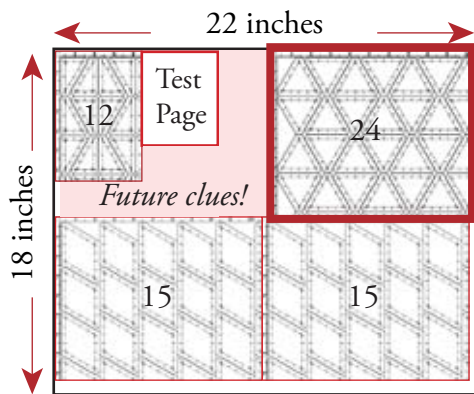 22 inches
18 inches
12
Test
Page
24
Future clues!
15
15